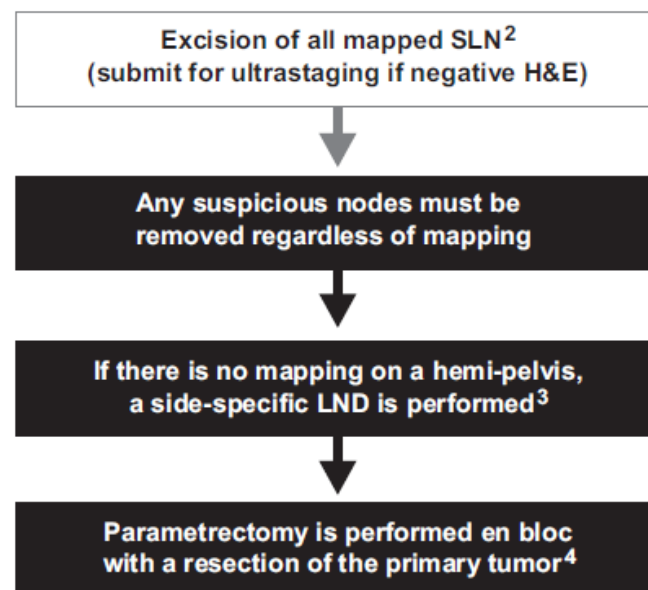 Excision of all mapped SLN²
(submit for ultrastaging if negative H&E)
Any suspicious nodes must be
removed regardless of mapping
If there is no mapping on a hemi-pelvis,
a side-specific LND is performed³
Parametrectomy is performed en bloc
with a resection of the primary tumor⁴